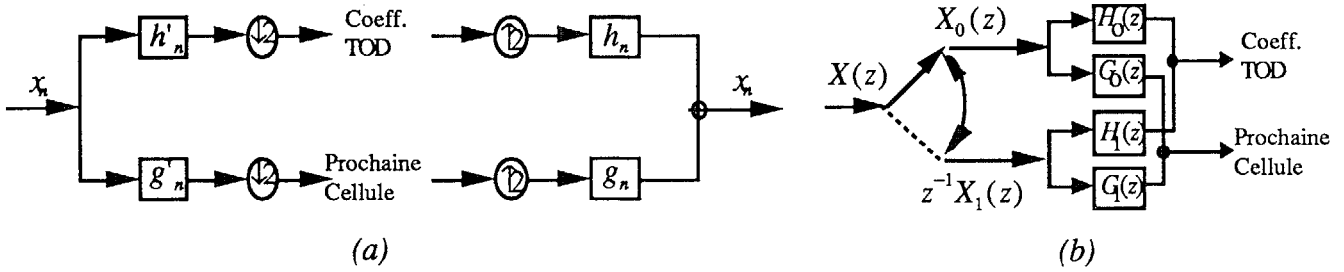 x_n
h'_n
↓2
Coeff.
TOD
↑2
h_n
x_n
g'_n
↓2
Prochaine
Cellule
↑2
g_n
(a)
X(z)
X_0(z)
z^{-1}X_1(z)
H_0(z)
G_0(z)
H_1(z)
G_1(z)
Coeff.
TOD
Prochaine
Cellule
(b)